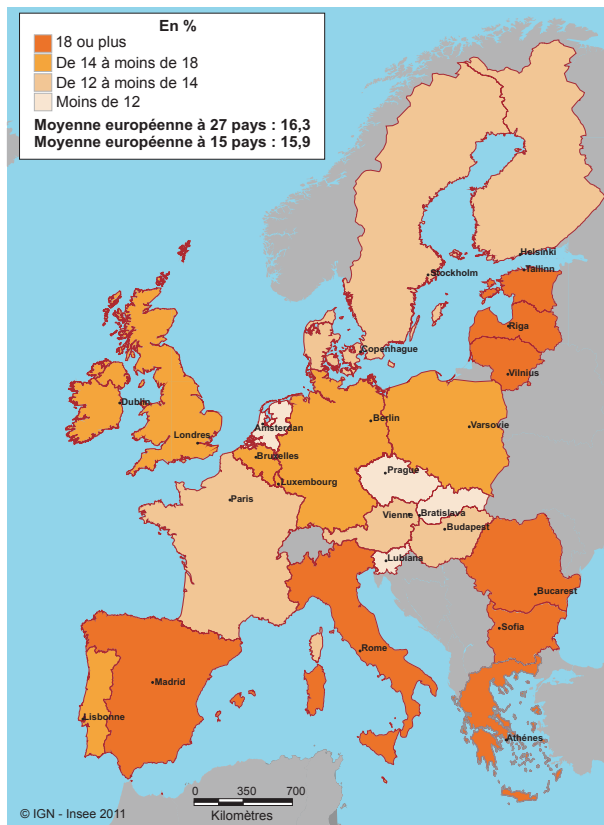 En %
18 ou plus
De 14 à moins de 18
De 12 à moins de 14
Moins de 12
Moyenne européenne à 27 pays : 16,3
Moyenne européenne à 15 pays : 15,9
Helsinki
Tallinn
Stockholm
Riga
Copenhague
Vilnius
Dublin
Berlin
Amsterdan
Varsovie
Londres
Bruxelles
Prague
Luxembourg
Paris
Vienne
Bratislava
Budapest
Lubiana
Bucarest
Sofia
Rome
Madrid
Lisbonne
Athénes
0 350 700
Kilomètres
© IGN - Insee 2011